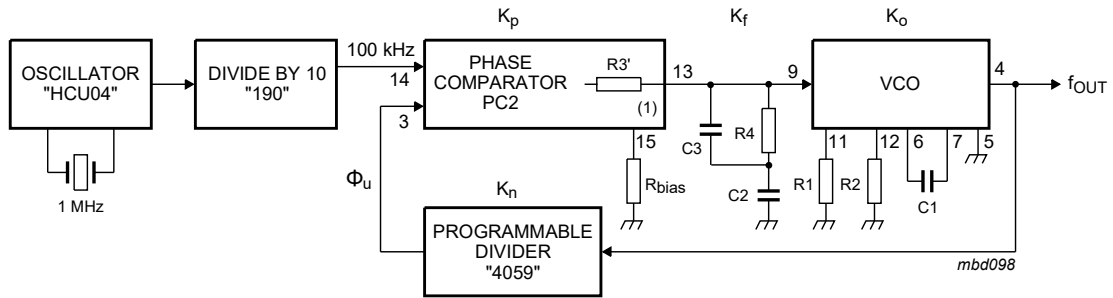 Kp
Kf
Ko
OSCILLATOR
"HCU04"
1 MHz
DIVIDE BY 10
"190"
100 kHz
14
3
PHASE
COMPARATOR
PC2
R3'
(1)
13
15
Rbias
C3
R4
C2
9
VCO
4
fOUT
11
12
6
7
5
R1
R2
C1
Φu
Kn
PROGRAMMABLE
DIVIDER
"4059"
mbd098